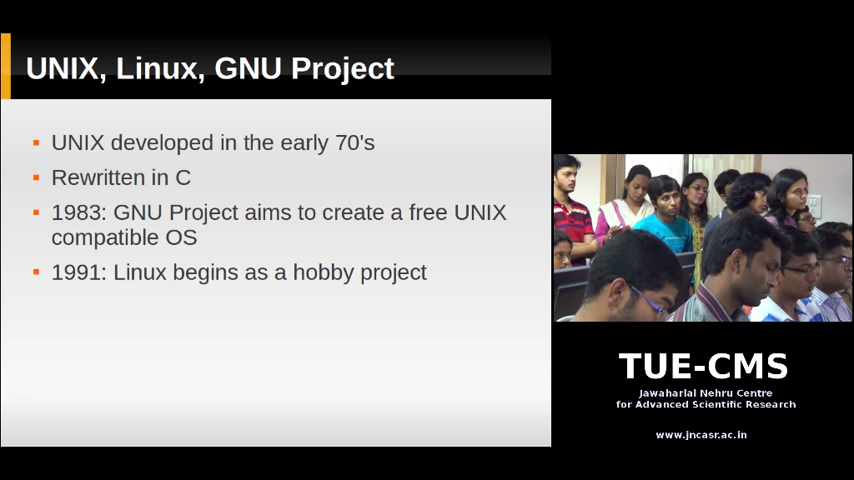 UNIX, Linux, GNU Project
UNIX developed in the early 70's
Rewritten in C
1983: GNU Project aims to create a free UNIX
compatible OS
1991: Linux begins as a hobby project
TUE-CMS
Jawaharlal Nehru Centre
for Advanced Scientific Research
www.jncasr.ac.in